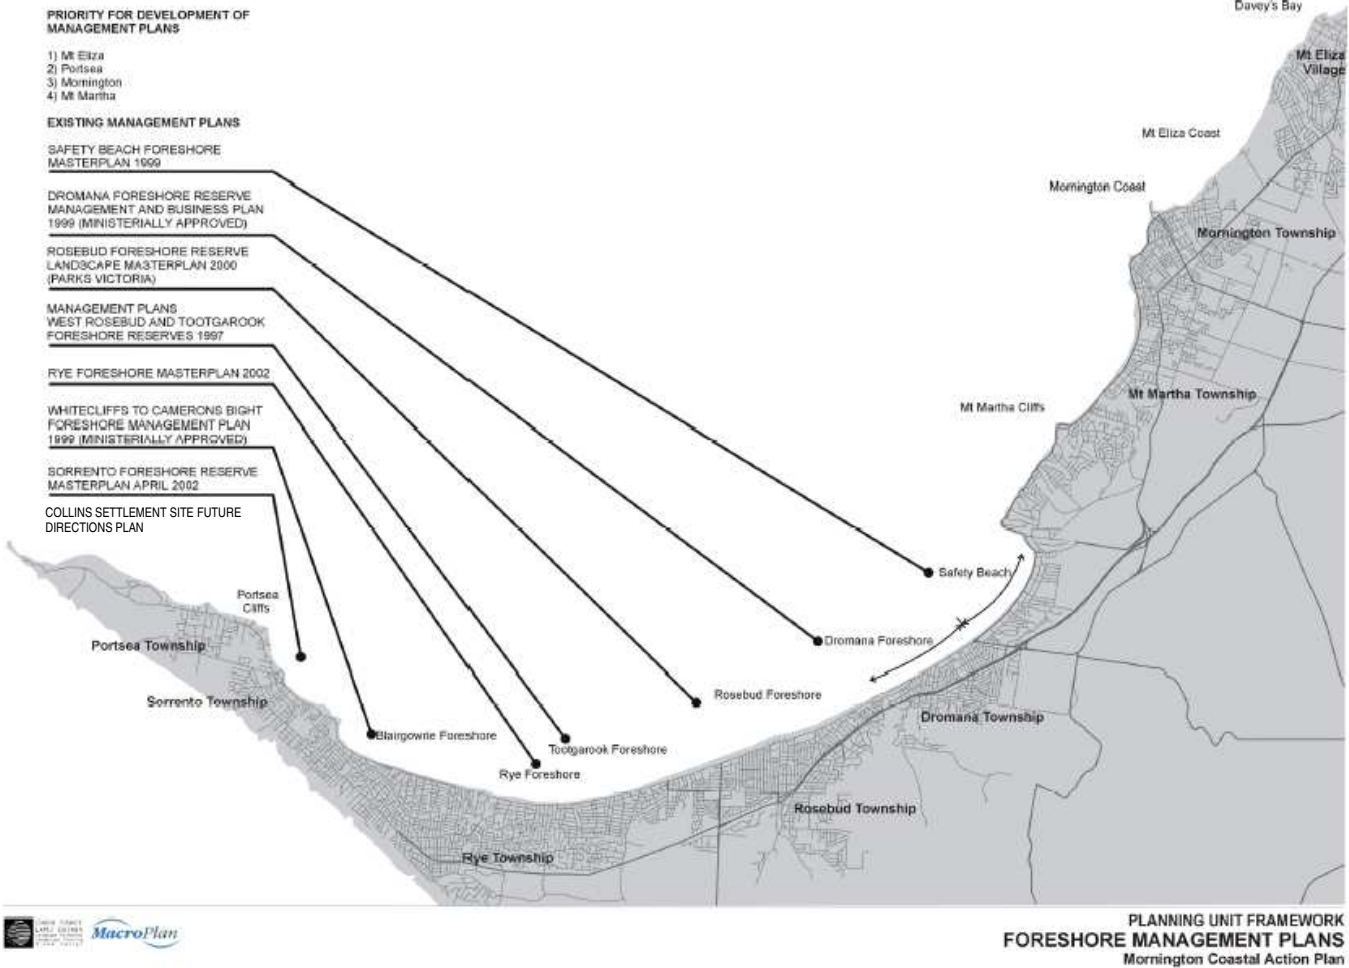 PRIORITY FOR DEVELOPMENT OF
MANAGEMENT PLANS
1) Mt Eliza
2) Portsea
3) Mornington
4) Mt Martha
EXISTING MANAGEMENT PLANS
SAFETY BEACH FORESHORE
MASTERPLAN 1999
DROMANA FORESHORE RESERVE
MANAGEMENT AND BUSINESS PLAN
1999 (MINISTERIALLY APPROVED)
ROSEBUD FORESHORE RESERVE
LANDSCAPE MASTERPLAN 2000
(PARKS VICTORIA)
MANAGEMENT PLANS
WEST ROSEBUD AND TOOTGAROOK
FORESHORE RESERVES 1997
RYE FORESHORE MASTERPLAN 2002
WHITECLIFFS TO CAMERONS BIGHT
FORESHORE MANAGEMENT PLAN
1999 (MINISTERIALLY APPROVED)
SORRENTO FORESHORE RESERVE
MASTERPLAN APRIL 2002
COLLINS SETTLEMENT SITE FUTURE
DIRECTIONS PLAN
Davey's Bay
Mt Eliza
Village
Mt Eliza Coast
Mornington Coast
Mornington Township
Mt Martha Township
Mt Martha Cliffs
Safety Beach
Dromana Foreshore
Rosebud Foreshore
Dromana Township
Portsea
Cliffs
Portsea Township
Sorrento Township
Blairgowrie Foreshore
Tootgarook Foreshore
Rye Foreshore
Rosebud Township
Rye Township
MacroPlan
PLANNING UNIT FRAMEWORK
FORESHORE MANAGEMENT PLANS
Mornington Coastal Action Plan